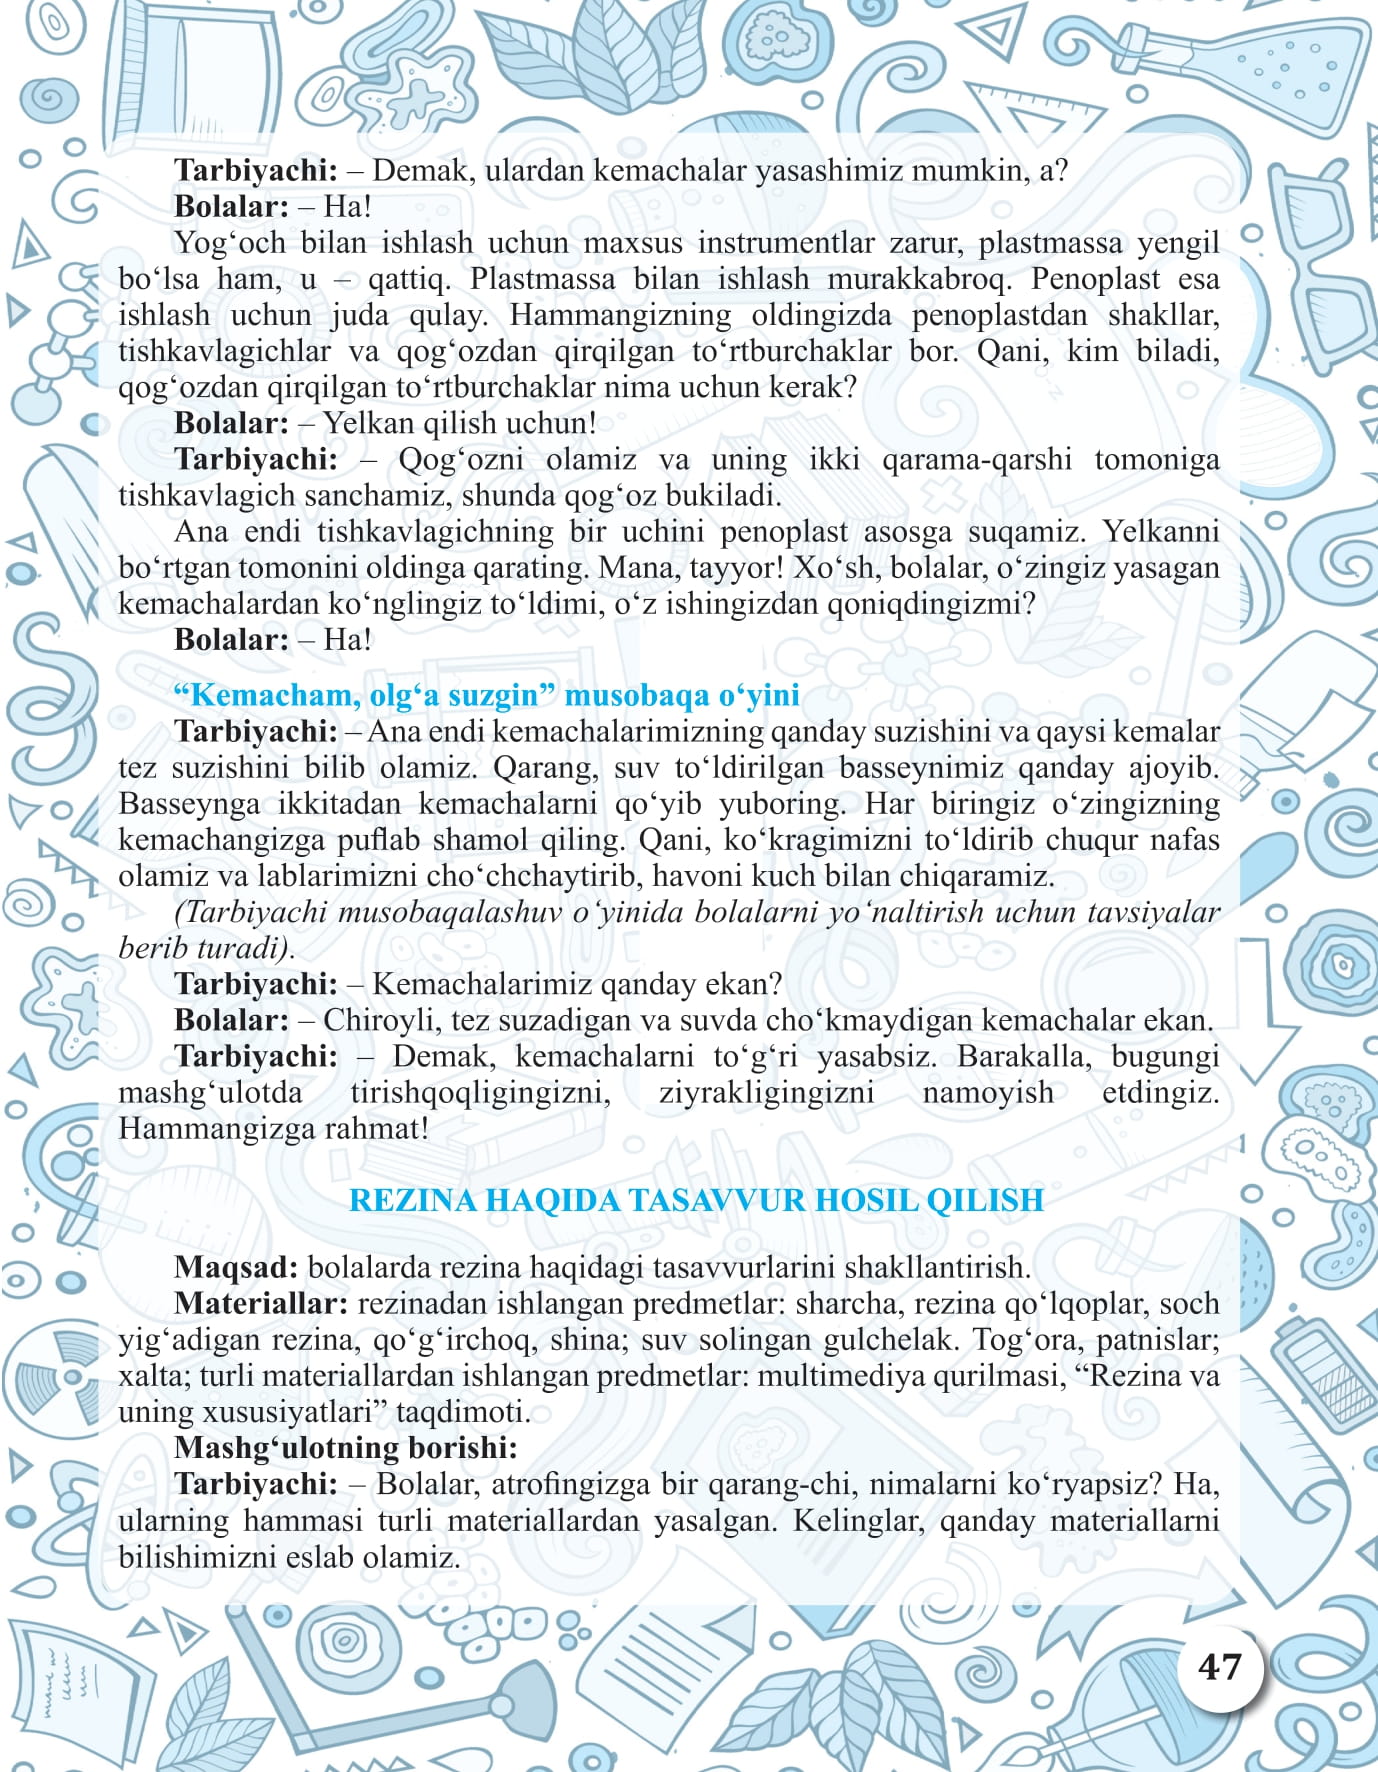 Tarbiyachi: – Demak, ulardan kemachalar yasashimiz mumkin, a?
Bolalar: – Ha!
Yog‘och bilan ishlash uchun maxsus instrumentlar zarur, plastmassa yengil
bo‘lsa ham, u – qattiq. Plastmassa bilan ishlash murakkabroq. Penoplast esa
ishlash uchun juda qulay. Hammangizning oldingizda penoplastdan shakllar,
tishkavlagichlar va qog‘ozdan qirqilgan to‘rtburchaklar bor. Qani, kim biladi,
qog‘ozdan qirqilgan to‘rtburchaklar nima uchun kerak?
Bolalar: – Yelkan qilish uchun!
Tarbiyachi: – Qog‘ozni olamiz va uning ikki qarama-qarshi tomoniga
tishkavlagich sanchamiz, shunda qog‘oz bukiladi.
Ana endi tishkavlagichning bir uchini penoplast asosga suqamiz. Yelkanni
bo‘rtgan tomonini oldinga qarating. Mana, tayyor! Xo‘sh, bolalar, o‘zingiz yasagan
kemachalardan ko‘nglingiz to‘ldimi, o‘z ishingizdan qoniqdingizmi?
Bolalar: – Ha!
“Kemacham, olg‘a suzgin” musobaqa o‘yini
Tarbiyachi: – Ana endi kemachalarimizning qanday suzishini va qaysi kemalar
tez suzishini bilib olamiz. Qarang, suv to‘ldirilgan basseynimiz qanday ajoyib.
Basseynga ikkitadan kemachalarni qo‘yib yuboring. Har biringiz o‘zingizning
kemachangizga puflab shamol qiling. Qani, ko‘kragimizni to‘ldirib chuqur nafas
olamiz va lablarimizni cho‘chchaytirib, havoni kuch bilan chiqaramiz.
(Tarbiyachi musobaqalashuv o‘yinida bolalarni yo‘naltirish uchun tavsiyalar
berib turadi).
Tarbiyachi: – Kemachalarimiz qanday ekan?
Bolalar: – Chiroyli, tez suzadigan va suvda cho‘kmaydigan kemachalar ekan.
Tarbiyachi: – Demak, kemachalarni to‘g‘ri yasabsiz. Barakalla, bugungi
mashg‘ulotda tirishqoqligingizni, ziyrakligingizni namoyish etdingiz.
Hammangizga rahmat!
REZINA HAQIDA TASAVVUR HOSIL QILISH
Maqsad: bolalarda rezina haqidagi tasavvurlarini shakllantirish.
Materiallar: rezinadan ishlangan predmetlar: sharcha, rezina qo‘lqoplar, soch
yig‘adigan rezina, qo‘g‘irchoq, shina; suv solingan gulchelak. Tog‘ora, patnislar;
xalta; turli materiallardan ishlangan predmetlar: multimediya qurilmasi, “Rezina va
uning xususiyatlari” taqdimoti.
Mashg‘ulotning borishi:
Tarbiyachi: – Bolalar, atrofingizga bir qarang-chi, nimalarni ko‘ryapsiz? Ha,
ularning hammasi turli materiallardan yasalgan. Kelinglar, qanday materiallarni
bilishimizni eslab olamiz.
47